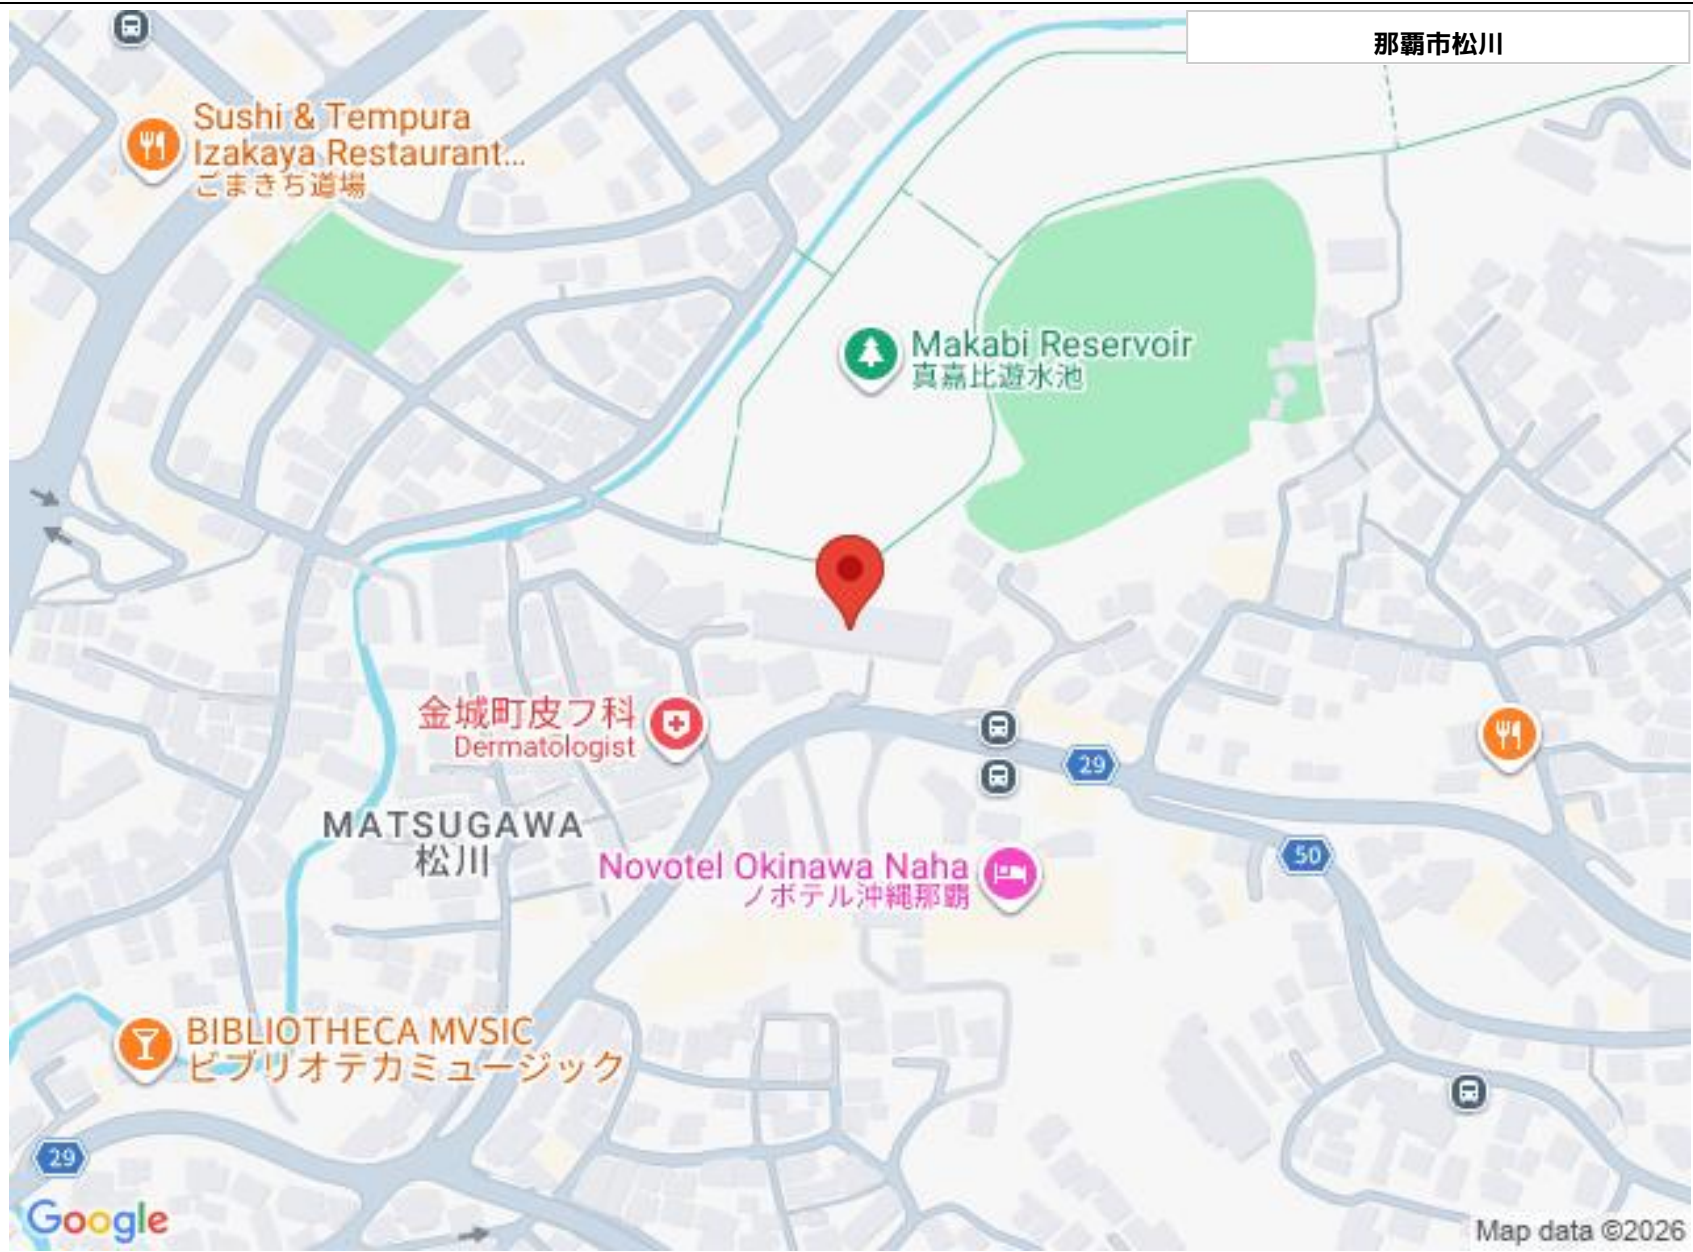 那覇市松川
Sushi & Tempura
Izakaya Restaurant...
ごまきち道場
Makabi Reservoir
真嘉比遊水池
金城町皮フ科
Dermatologist
29
MATSUGAWA
松川
50
Novotel Okinawa Naha
ノボテル沖縄那覇
BIBLIOTHECA MVSIC
ビブリオテカミュージック
29
Google
Map data ©2026